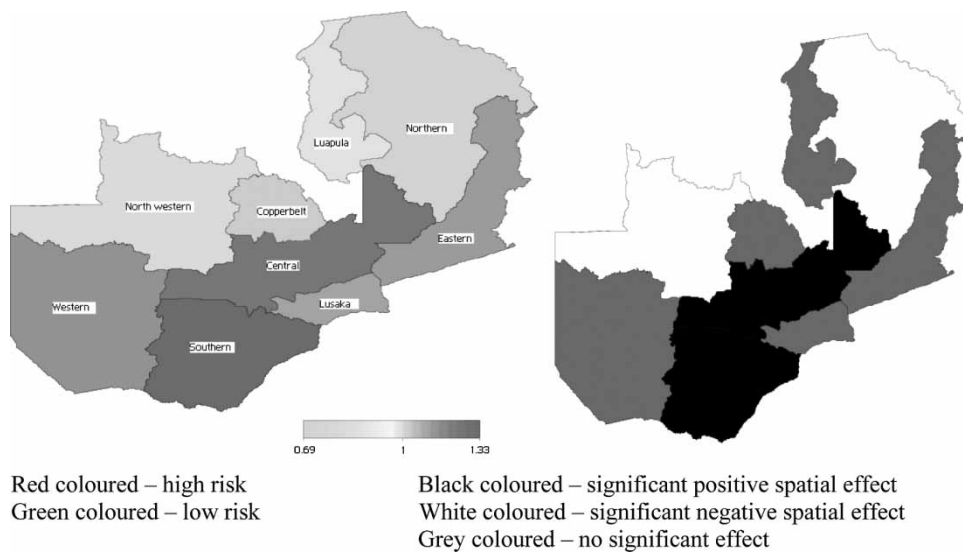 Luapula
Northern
North western
Copperbelt
Eastern
Central
Western
Lusaka
Southern
0.69 1 1.33
Red coloured – high risk
Green coloured – low risk
Black coloured – significant positive spatial effect
White coloured – significant negative spatial effect
Grey coloured – no significant effect